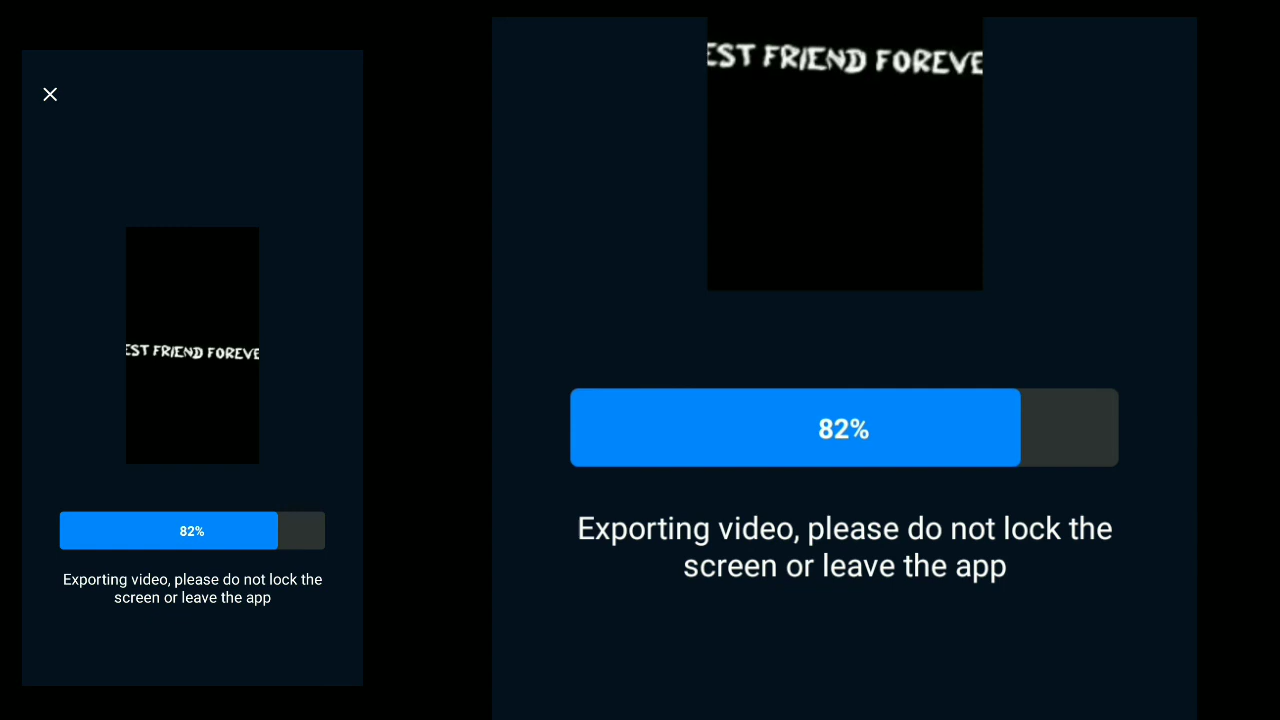 EST FRIEND FOREVE
82%
Exporting video, please do not lock the
screen or leave the app
EST FRIEND FOREVE
82%
Exporting video, please do not lock the
screen or leave the app